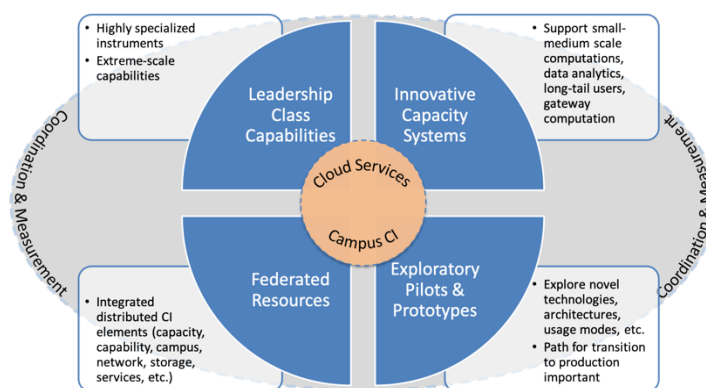 • Highly specialized
instruments
• Extreme-scale
capabilities
• Support small-
medium scale
computations,
data analytics,
long-tail users,
gateway
computation
Leadership
Class
Capabilities
Innovative
Capacity
Systems
Coordination & Measurement
Cloud Services
Campus CI
Coordination & Measurement
Federated
Resources
Exploratory
Pilots &
Prototypes
• Integrated
distributed CI
elements (capacity,
capability, campus,
network, storage,
services, etc.)
• Explore novel
technologies,
architectures,
usage modes, etc.
• Path for transition
to production
important